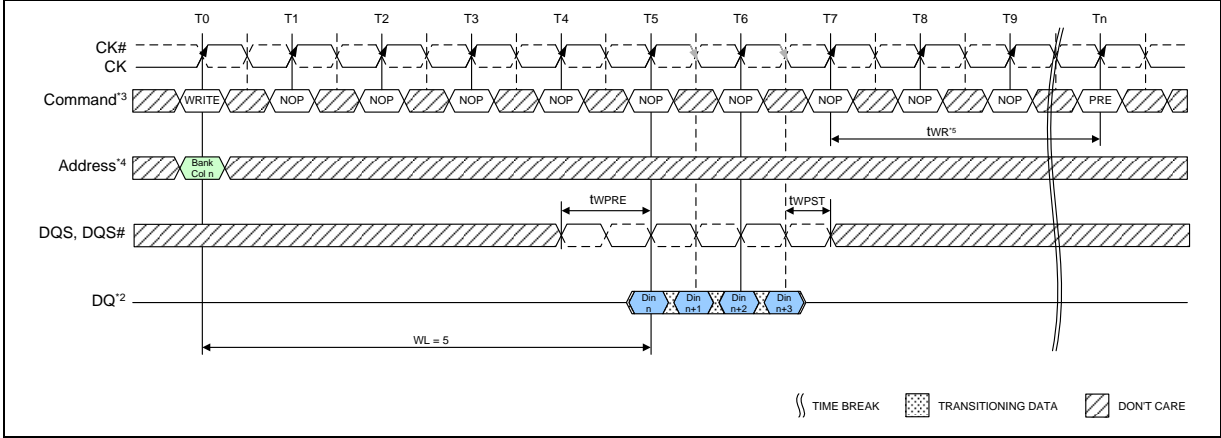 T0 T1 T2 T3 T4 T5 T6 T7 T8 T9 Tn
CK#
CK
Command*3 WRITE NOP NOP NOP NOP NOP NOP NOP NOP NOP PRE
tWR*5
Address*4 Bank Col n
tWPRE tWPST
DQS, DQS#
DQ*2 Din n Din n+1 Din n+2 Din n+3
WL = 5
TIME BREAK TRANSITIONING DATA DON'T CARE